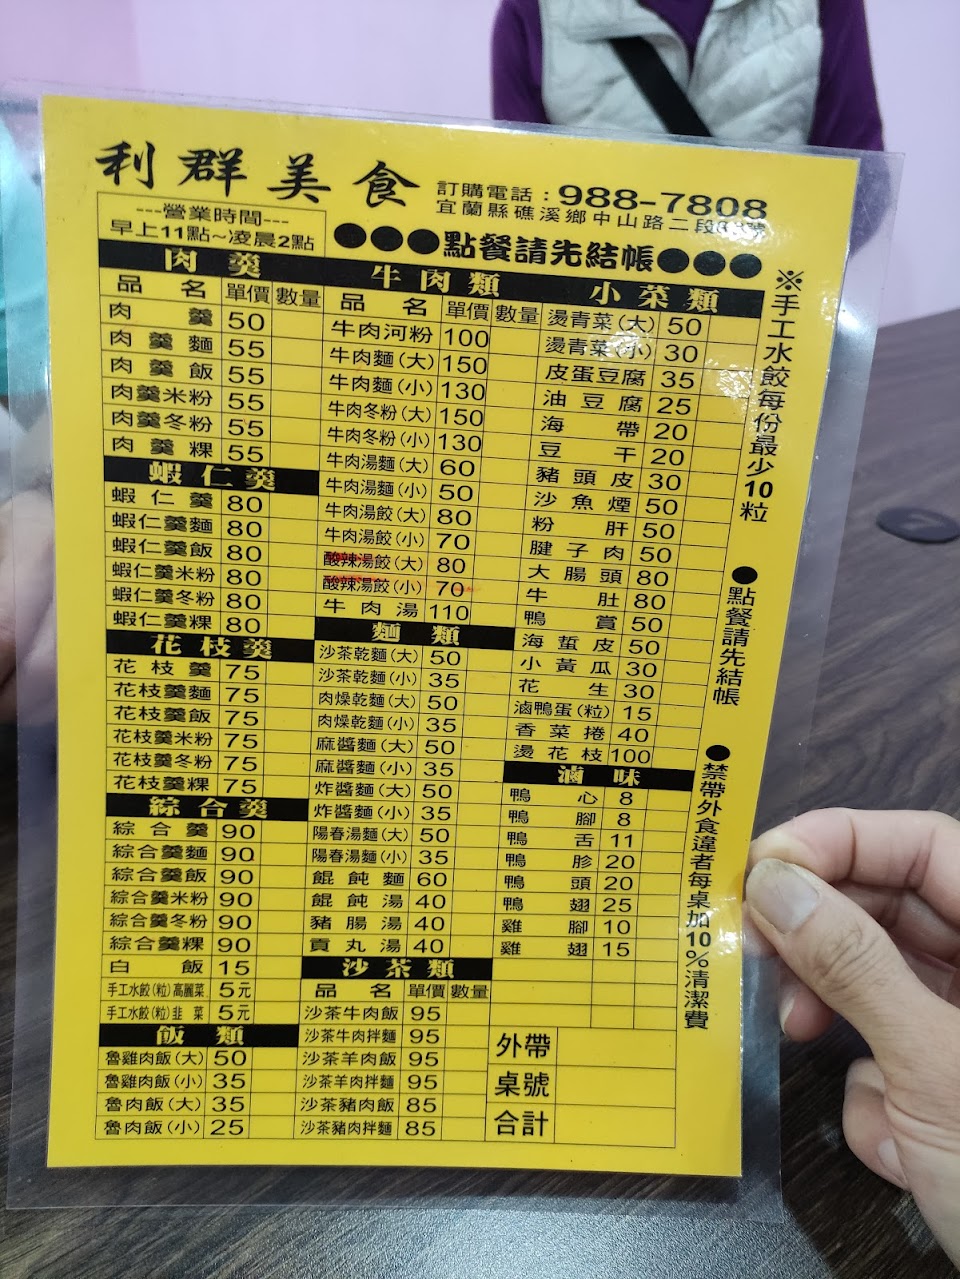 利群美食
訂購電話：988-7808
宜蘭縣礁溪鄉中山路二段
---營業時間---
早上11點~凌晨2點
●●●點餐請先結帳●●●
肉羹
品名 單價 數量
肉羹 50
肉羹麵 55
肉羹飯 55
肉羹米粉 55
肉羹冬粉 55
肉羹粿 55
蝦仁羹
蝦仁羹 80
蝦仁羹麵 80
蝦仁羹飯 80
蝦仁羹米粉 80
蝦仁羹冬粉 80
蝦仁羹粿 80
花枝羹
花枝羹 75
花枝羹麵 75
花枝羹飯 75
花枝羹米粉 75
花枝羹冬粉 75
花枝羹粿 75
綜合羹
綜合羹 90
綜合羹麵 90
綜合羹飯 90
綜合羹米粉 90
綜合羹冬粉 90
綜合羹粿 90
白飯 15
手工水餃(粒)高麗菜 5元
手工水餃(粒)韭菜 5元
飯類
魯雞肉飯(大) 50
魯雞肉飯(小) 35
魯肉飯(大) 35
魯肉飯(小) 25
牛肉類
品名 單價 數量
牛肉河粉 100
牛肉麵(大) 150
牛肉麵(小) 130
牛肉冬粉(大) 150
牛肉冬粉(小) 130
牛肉湯麵(大) 60
牛肉湯麵(小) 50
牛肉湯餃(大) 80
牛肉湯餃(小) 70
酸辣湯餃(大) 80
酸辣湯餃(小) 70
牛肉湯 110
麵類
沙茶乾麵(大) 50
沙茶乾麵(小) 35
肉燥乾麵(大) 50
肉燥乾麵(小) 35
麻醬麵(大) 50
麻醬麵(小) 35
炸醬麵(大) 50
炸醬麵(小) 35
陽春湯麵(大) 50
陽春湯麵(小) 35
餛飩麵 60
餛飩湯 40
豬腸湯 40
貢丸湯 40
沙茶類
品名 單價 數量
沙茶牛肉飯 95
沙茶牛肉拌麵 95
沙茶羊肉飯 95
沙茶羊肉拌麵 95
沙茶豬肉飯 85
沙茶豬肉拌麵 85
小菜類
燙青菜(大) 50
燙青菜(小) 30
皮蛋豆腐 35
油豆腐 25
海帶 20
豆干 20
豬頭皮 30
沙魚煙 50
粉肝 50
腱子肉 50
大腸頭 80
牛肚 80
鴨賞 50
海蜇皮 50
小黃瓜 30
花生 30
滷鴨蛋(粒) 15
香菜捲 40
燙花枝 100
滷味
鴨心 8
鴨腳 8
鴨舌 11
鴨胗 20
鴨頭 20
鴨翅 25
雞腳 10
雞翅 15
外帶
桌號
合計
※手工水餃每份最少10粒
●點餐請先結帳
●禁帶外食違者每桌加10%清潔費